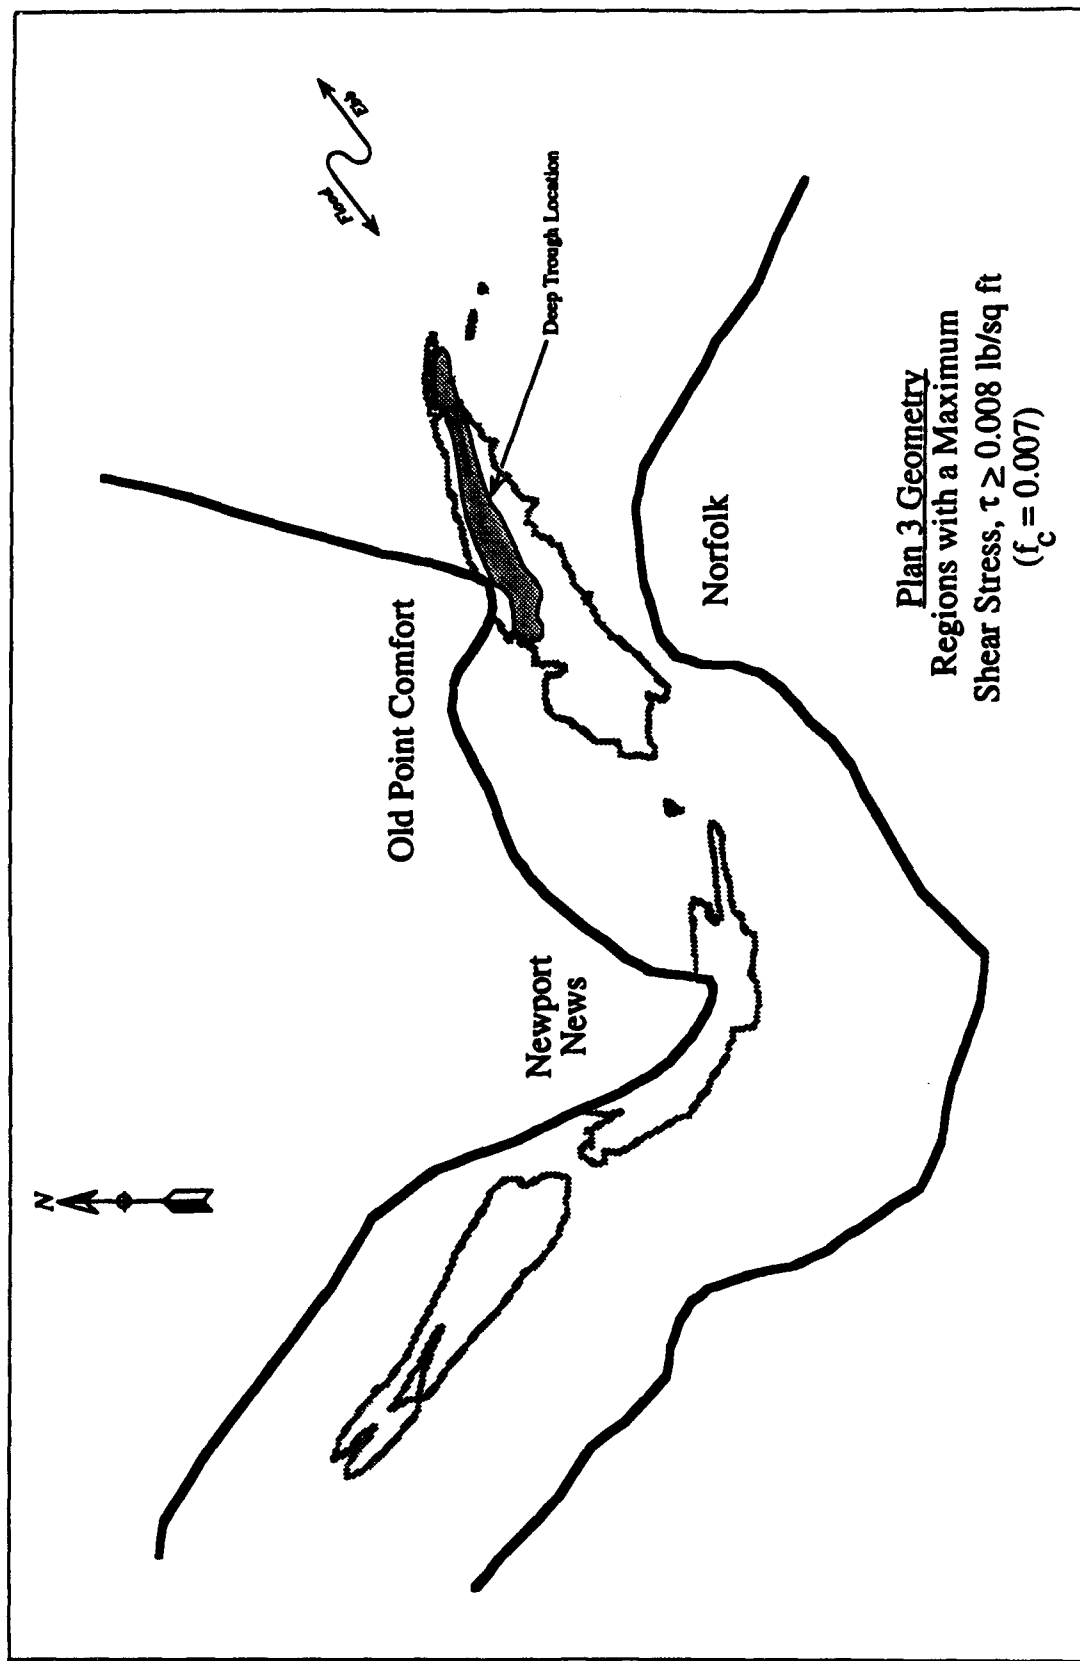 N
Flood
Ebb
Deep Trough Location
Old Point Comfort
Newport
News
Norfolk
Plan 3 Geometry
Regions with a Maximum
Shear Stress, τ ≥ 0.008 lb/sq ft
(f_c = 0.007)